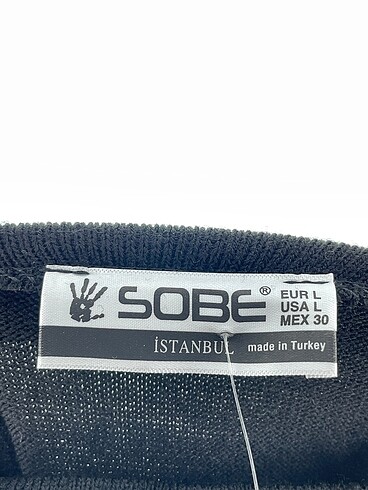 SOBE®
EUR L
USA L
MEX 30
İSTANBUL made in Turkey